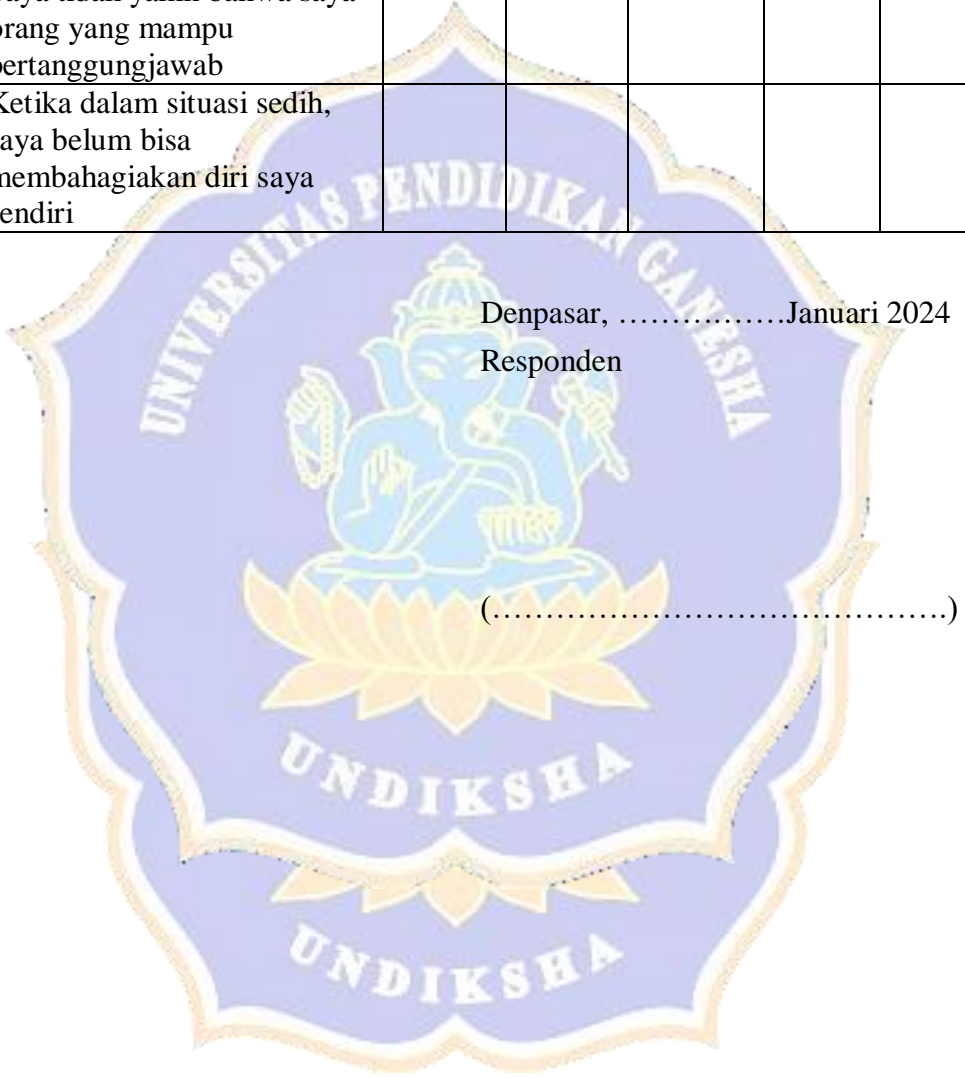 orang yang mampu
bertanggungjawab
Ketika dalam situasi sedih,
saya belum bisa
membahagiakan diri saya
sendiri
UNIVERSITAS PENDIDIKAN GANESHA
Denpasar, ……………..Januari 2024
Responden
(…………………………………….)
UNDIKSHA
UNDIKSHA